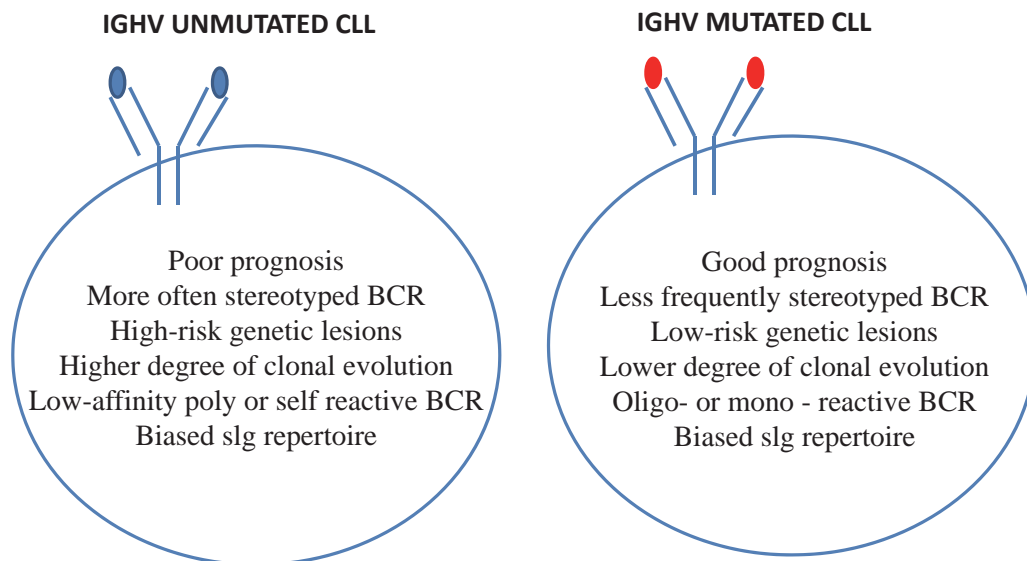 IGHV UNMUTATED CLL
Poor prognosis
More often stereotyped BCR
High-risk genetic lesions
Higher degree of clonal evolution
Low-affinity poly or self reactive BCR
Biased slg repertoire
IGHV MUTATED CLL
Good prognosis
Less frequently stereotyped BCR
Low-risk genetic lesions
Lower degree of clonal evolution
Oligo- or mono - reactive BCR
Biased slg repertoire